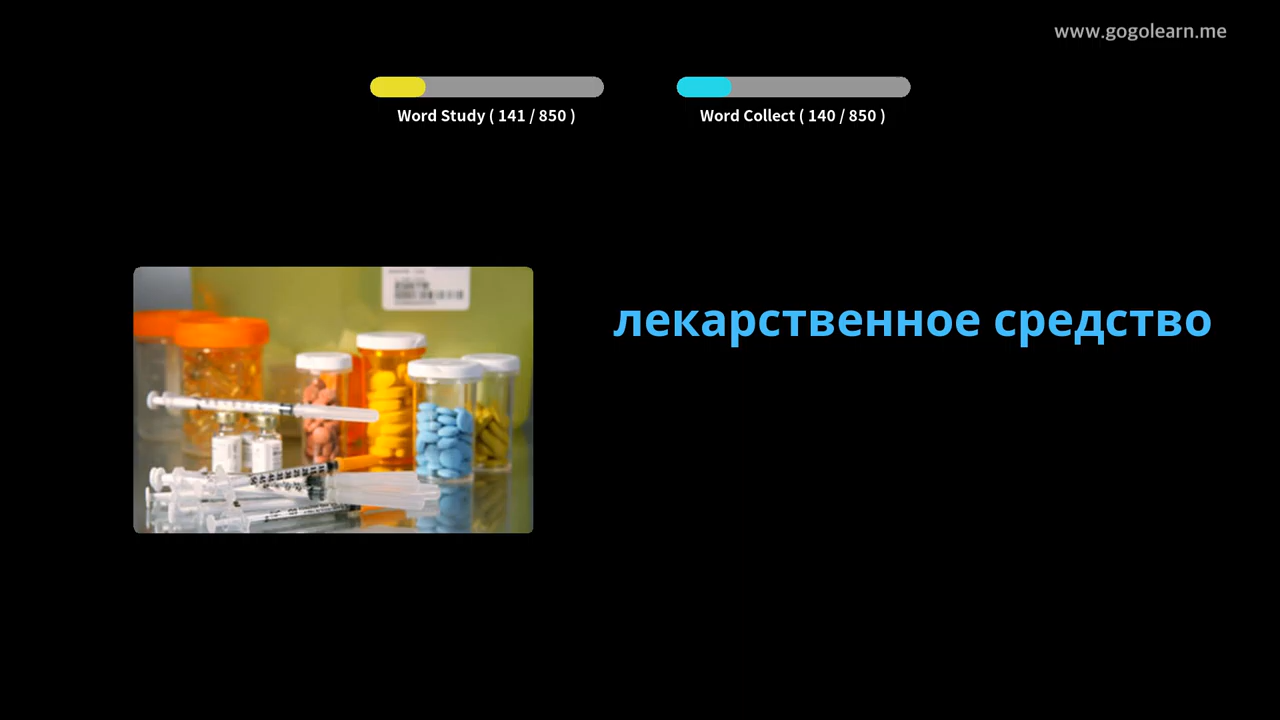 www.gogolearn.me
Word Study ( 141 / 850 )
Word Collect ( 140 / 850 )
лекарственное средство